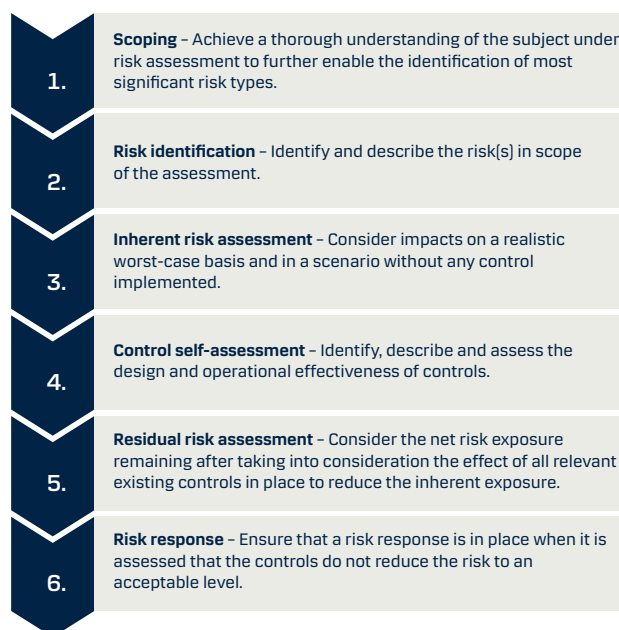 1.
Scoping – Achieve a thorough understanding of the subject under
risk assessment to further enable the identification of most
significant risk types.
2.
Risk identification – Identify and describe the risk(s) in scope
of the assessment.
3.
Inherent risk assessment – Consider impacts on a realistic
worst-case basis and in a scenario without any control
implemented.
4.
Control self-assessment – Identify, describe and assess the
design and operational effectiveness of controls.
5.
Residual risk assessment – Consider the net risk exposure
remaining after taking into consideration the effect of all relevant
existing controls in place to reduce the inherent exposure.
6.
Risk response – Ensure that a risk response is in place when it is
assessed that the controls do not reduce the risk to an
acceptable level.